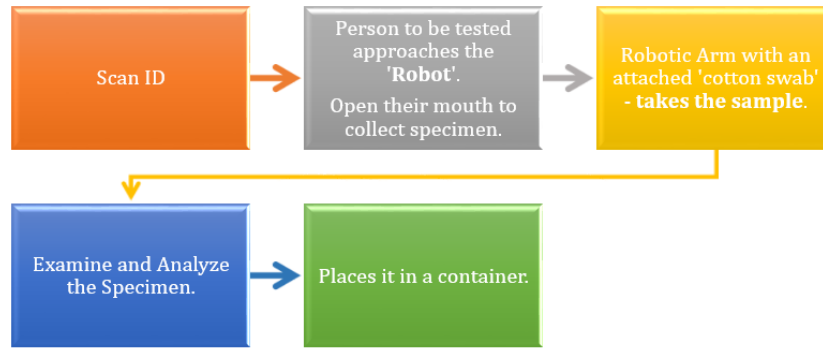 Scan ID
Person to be tested
approaches the
'Robot'.
Open their mouth to
collect specimen.
Robotic Arm with an
attached 'cotton swab'
- takes the sample.
Examine and Analyze
the Specimen.
Places it in a container.